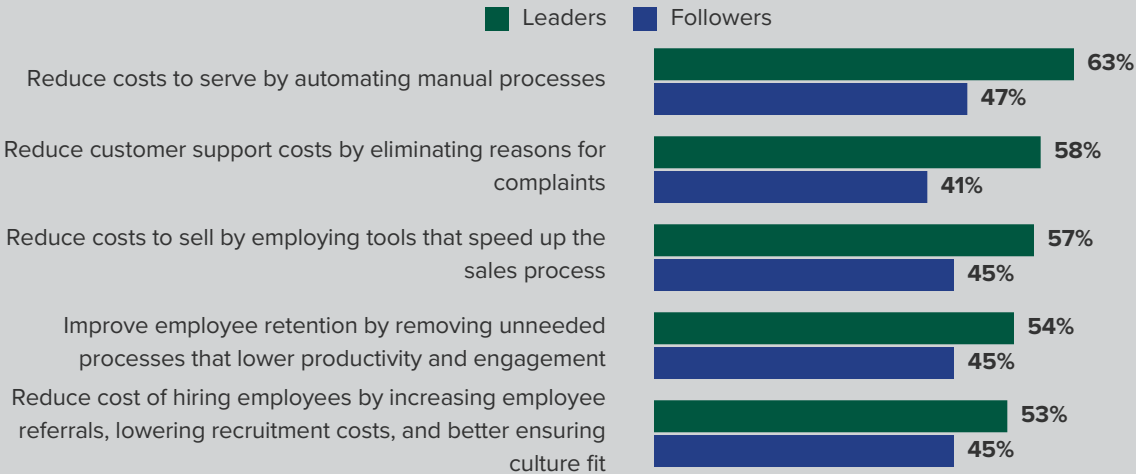 Leaders Followers
Reduce costs to serve by automating manual processes
63%
47%
Reduce customer support costs by eliminating reasons for
complaints
58%
41%
Reduce costs to sell by employing tools that speed up the
sales process
57%
45%
Improve employee retention by removing unneeded
processes that lower productivity and engagement
54%
45%
Reduce cost of hiring employees by increasing employee
referrals, lowering recruitment costs, and better ensuring
culture fit
53%
45%